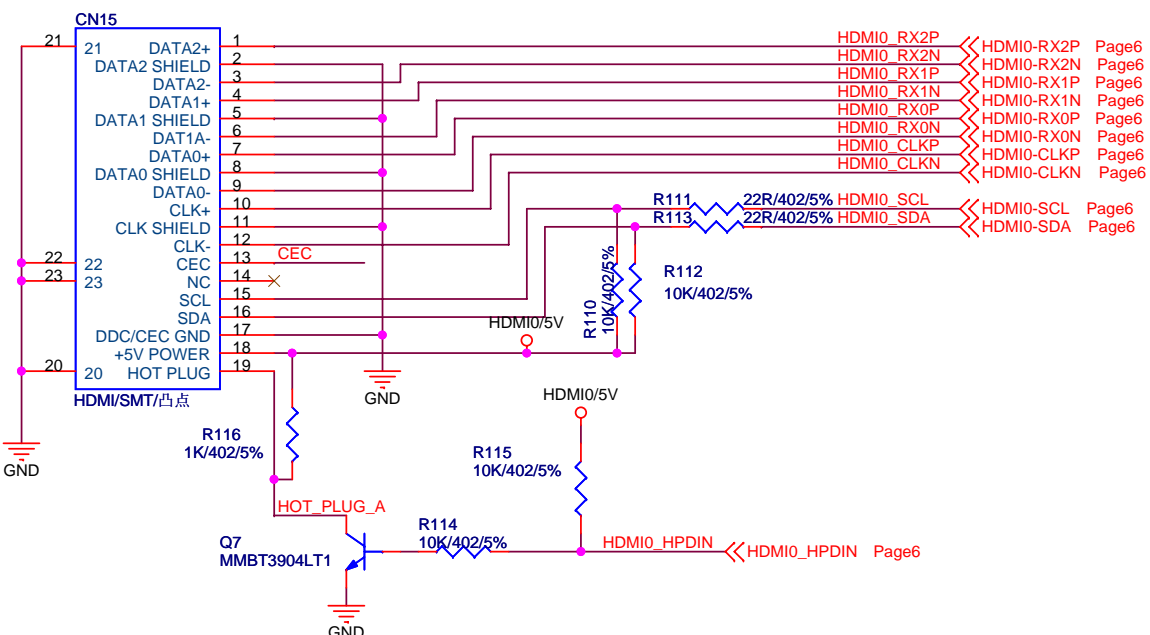 CN15
21 21 DATA2+ 1 HDMI0_RX2P HDMI0-RX2P Page6
DATA2 SHIELD 2 HDMI0_RX2N HDMI0-RX2N Page6
DATA2- 3 HDMI0_RX1P HDMI0-RX1P Page6
DATA1+ 4 HDMI0_RX1N HDMI0-RX1N Page6
DATA1 SHIELD 5 HDMI0_RX0P HDMI0-RX0P Page6
DAT1A- 6 HDMI0_RX0N HDMI0-RX0N Page6
DATA0+ 7 HDMI0_CLKP HDMI0-CLKP Page6
DATA0 SHIELD 8 HDMI0_CLKN HDMI0-CLKN Page6
DATA0- 9
CLK+ 10 R111 22R/402/5% HDMI0_SCL HDMI0-SCL Page6
CLK SHIELD 11 R113 22R/402/5% HDMI0_SDA HDMI0-SDA Page6
CLK- 12
22 22 CEC 13 CEC
23 23 NC 14
SCL 15
SDA 16
R110
10K/402/5%
R112
10K/402/5%
DDC/CEC GND 17
HDMI0/5V
+5V POWER 18
20 20 HOT PLUG 19
HDMI/SMT/凸点
GND
GND
HDMI0/5V
R116
1K/402/5%
R115
10K/402/5%
HOT_PLUG_A
Q7
MMBT3904LT1
R114
10K/402/5%
HDMI0_HPDIN HDMI0_HPDIN Page6
GND